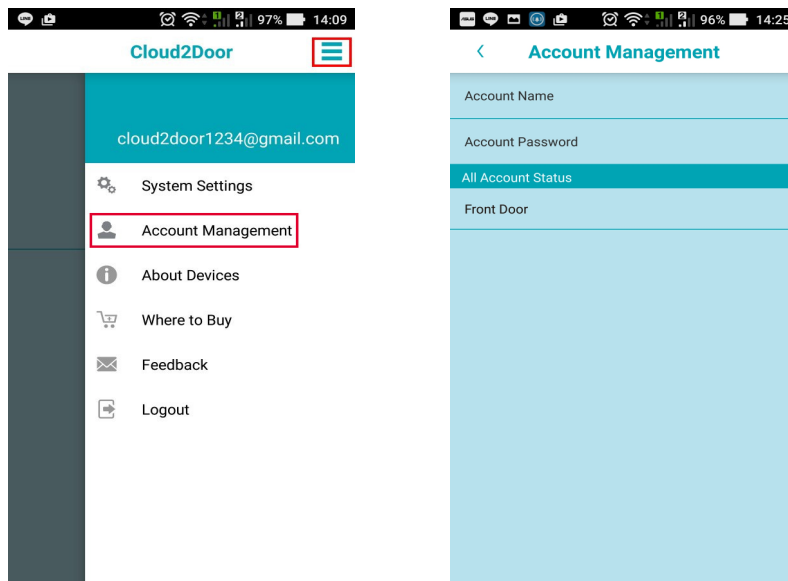 97% 14:09
Cloud2Door
cloud2door1234@gmail.com
System Settings
Account Management
About Devices
Where to Buy
Feedback
Logout
96% 14:25
Account Management
Account Name
Account Password
All Account Status
Front Door